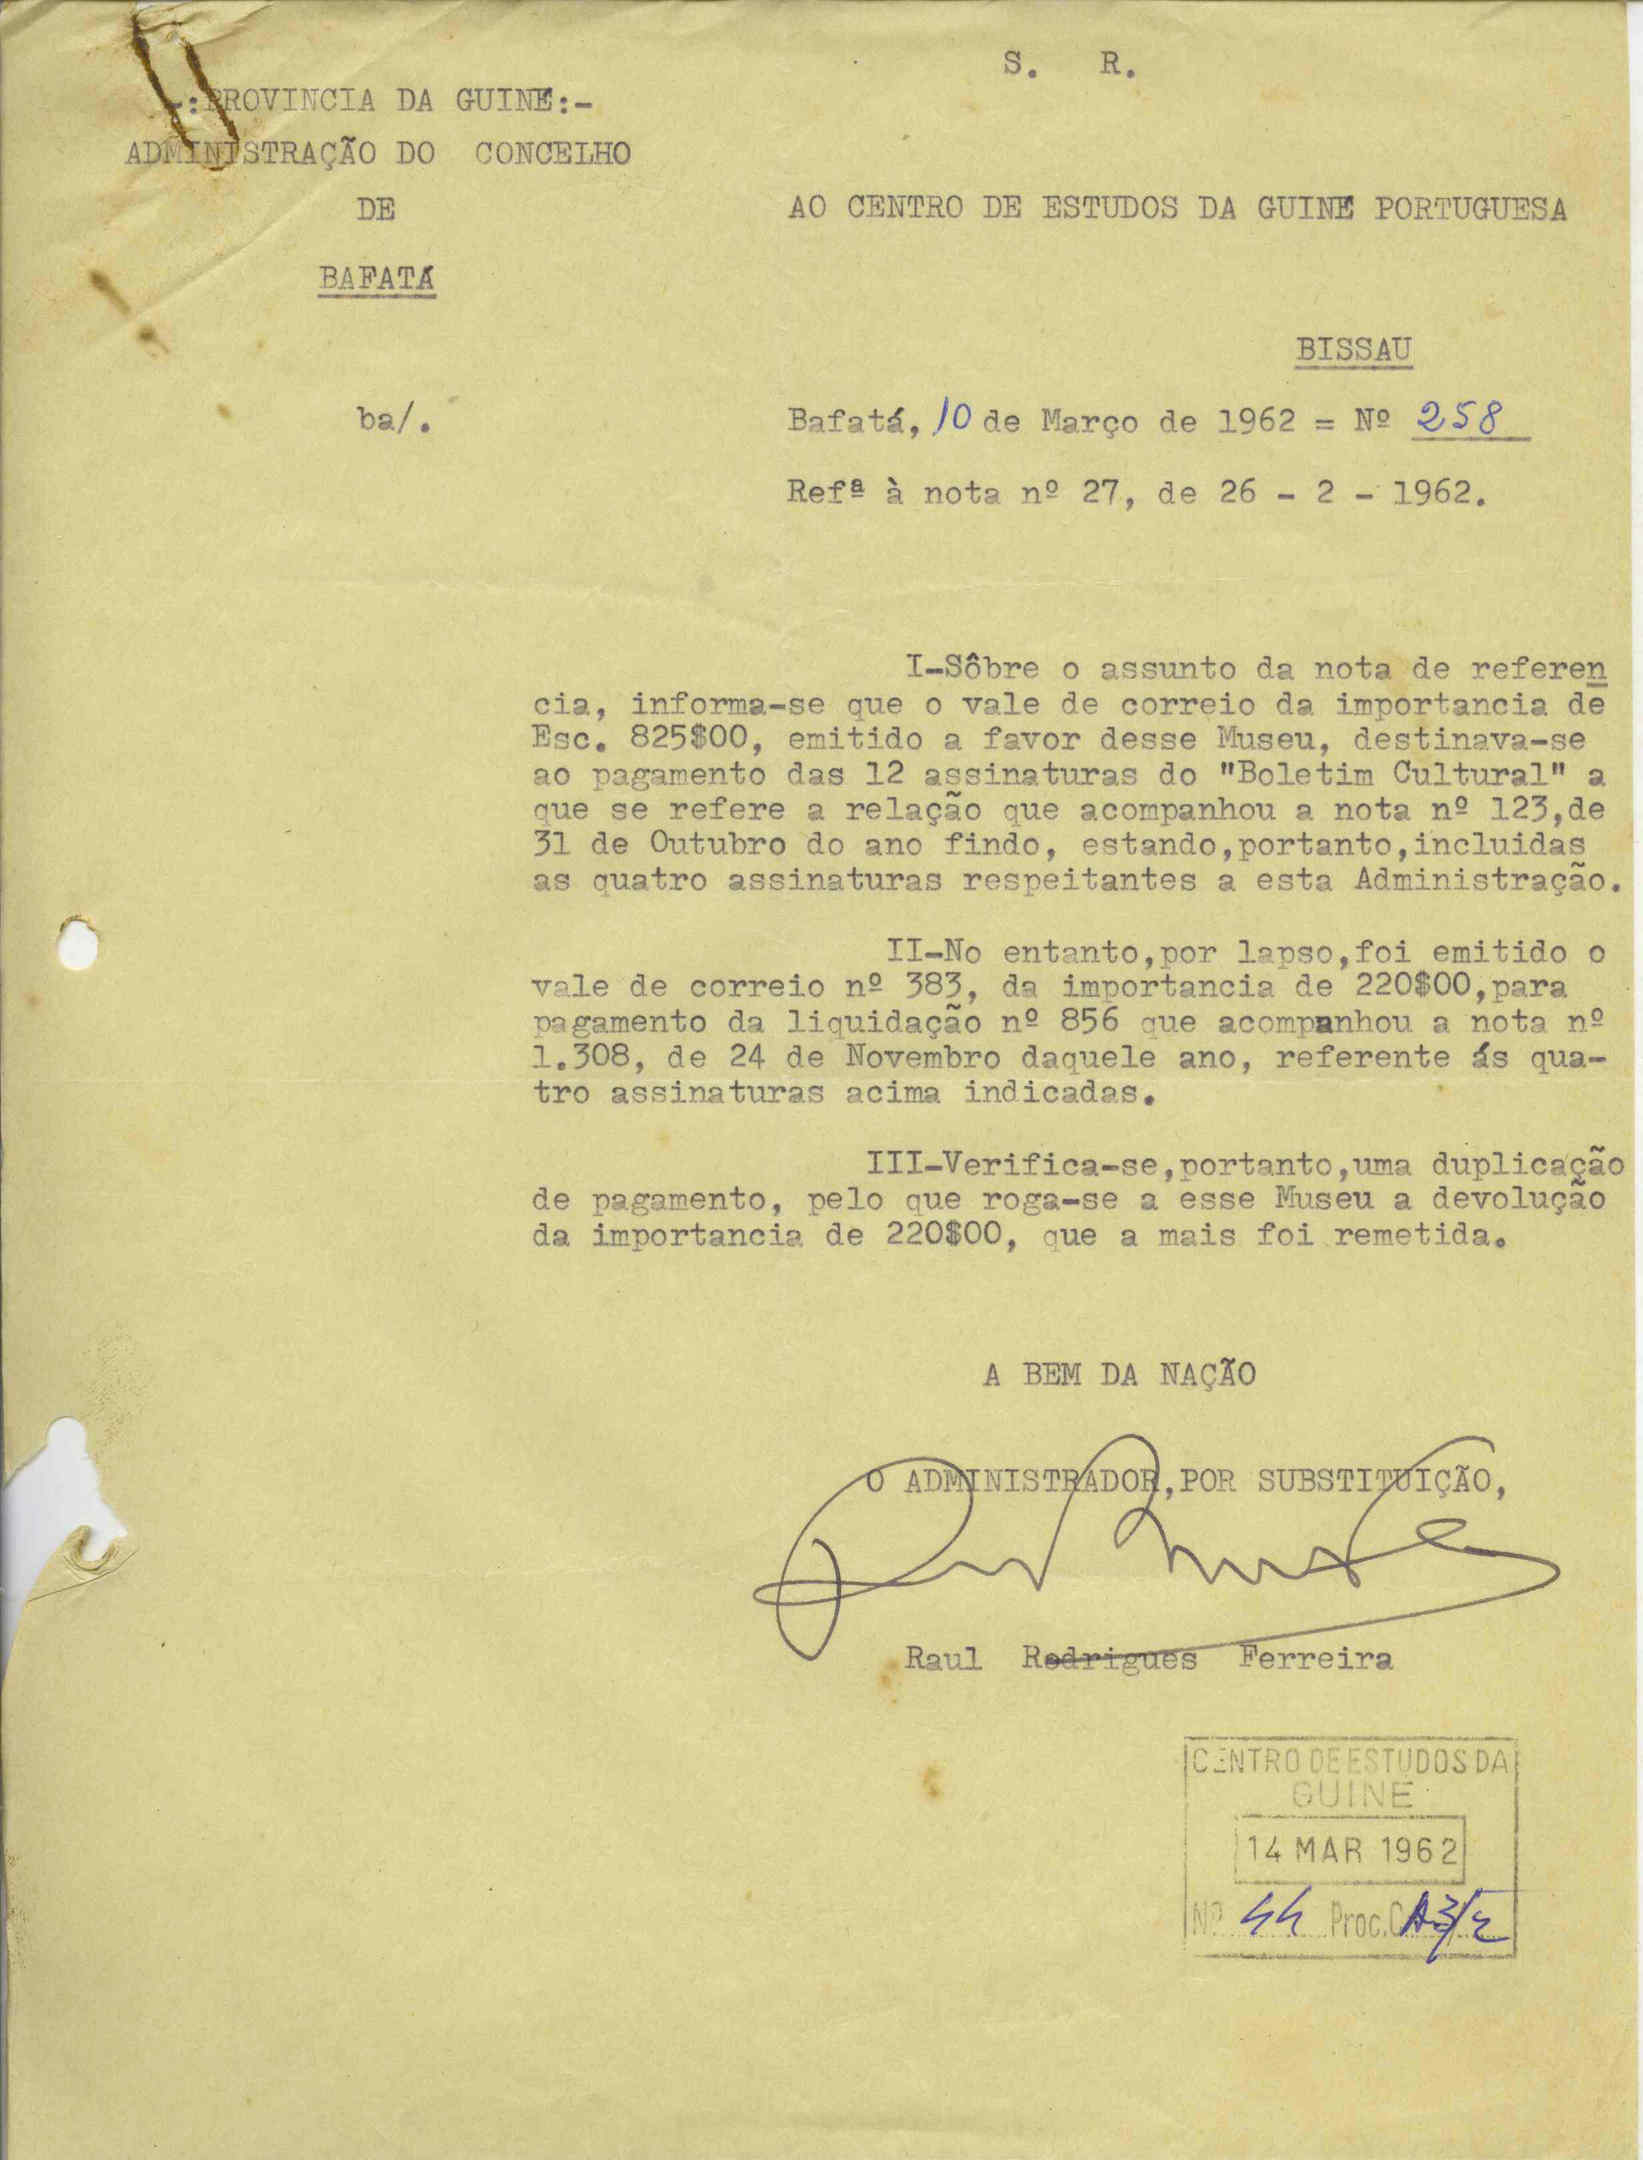 S. R.
-:PROVINCIA DA GUINÉ:-
ADMINISTRAÇÃO DO CONCELHO
DE
BAFATÁ
AO CENTRO DE ESTUDOS DA GUINÉ PORTUGUESA
BISSAU
ba/.
Bafatá, 10 de Março de 1962 = Nº 258
Refª à nota nº 27, de 26 - 2 - 1962.
I-Sôbre o assunto da nota de referen
cia, informa-se que o vale de correio da importancia de
Esc. 825$00, emitido a favor desse Museu, destinava-se
ao pagamento das 12 assinaturas do "Boletim Cultural" a
que se refere a relação que acompanhou a nota nº 123,de
31 de Outubro do ano findo, estando,portanto,incluidas
as quatro assinaturas respeitantes a esta Administração.
II-No entanto,por lapso,foi emitido o
vale de correio nº 383, da importancia de 220$00,para
pagamento da liquidação nº 856 que acompanhou a nota nº
1.308, de 24 de Novembro daquele ano, referente ás qua-
tro assinaturas acima indicadas.
III-Verifica-se,portanto,uma duplicação
de pagamento, pelo que roga-se a esse Museu a devolução
da importancia de 220$00, que a mais foi remetida.
A BEM DA NAÇÃO
O ADMINISTRADOR,POR SUBSTITUIÇÃO,
Raul Rodrigues Ferreira
CENTRO DE ESTUDOS DA
GUINÉ
14 MAR 1962
Nº 44 Proc.